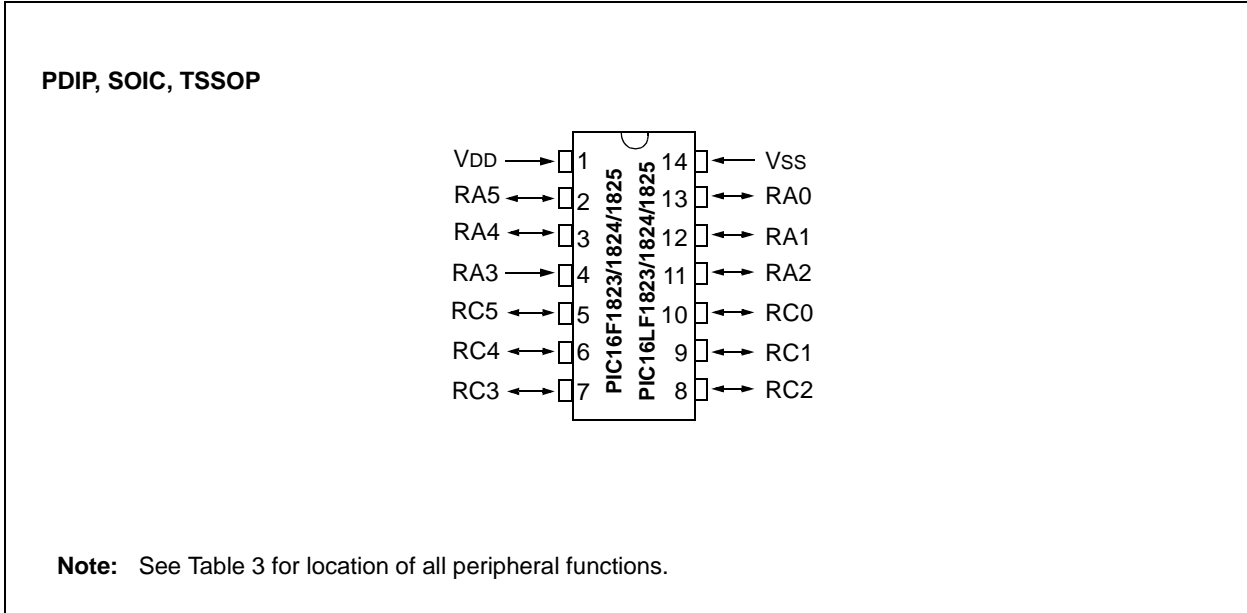 PDIP, SOIC, TSSOP
VDD 1 14 VSS
RA5 2 13 RA0
RA4 3 12 RA1
RA3 4 11 RA2
RC5 5 10 RC0
RC4 6 9 RC1
RC3 7 8 RC2
PIC16F1823/1824/1825
PIC16LF1823/1824/1825
Note: See Table 3 for location of all peripheral functions.